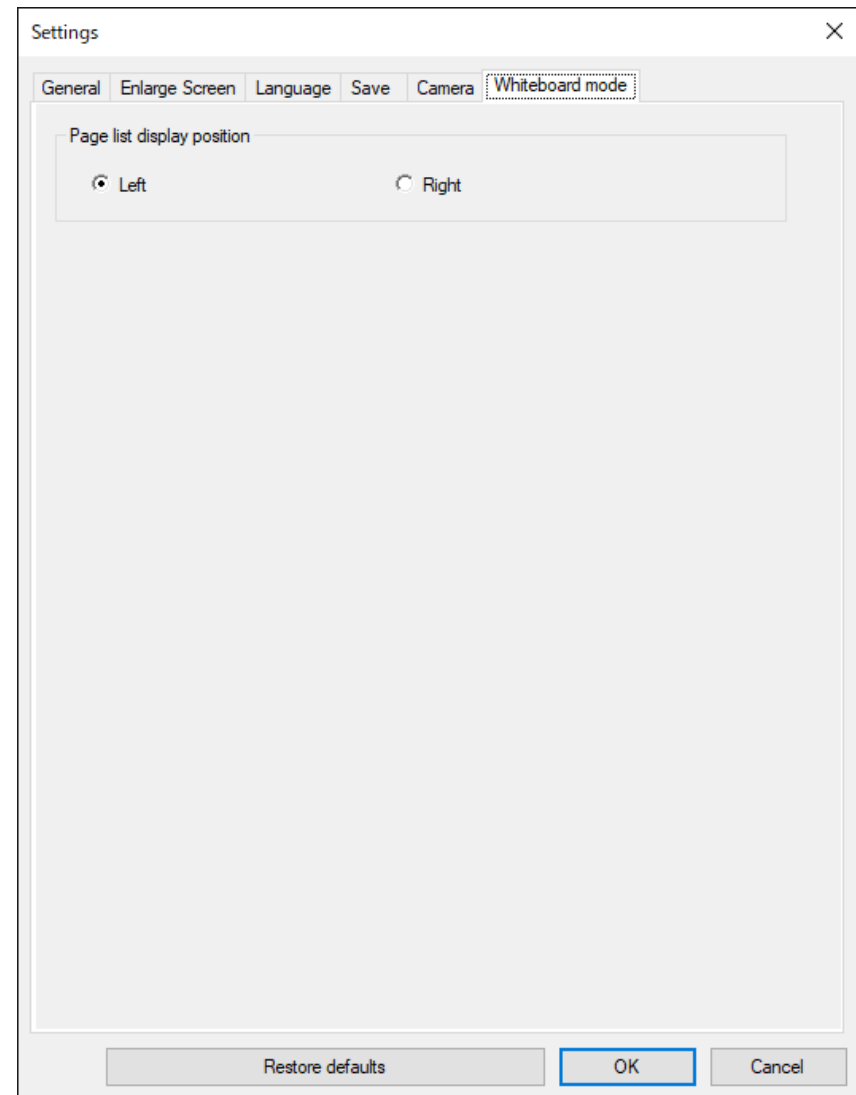 Settings
General Enlarge Screen Language Save Camera Whiteboard mode
Page list display position
Left Right
Restore defaults OK Cancel